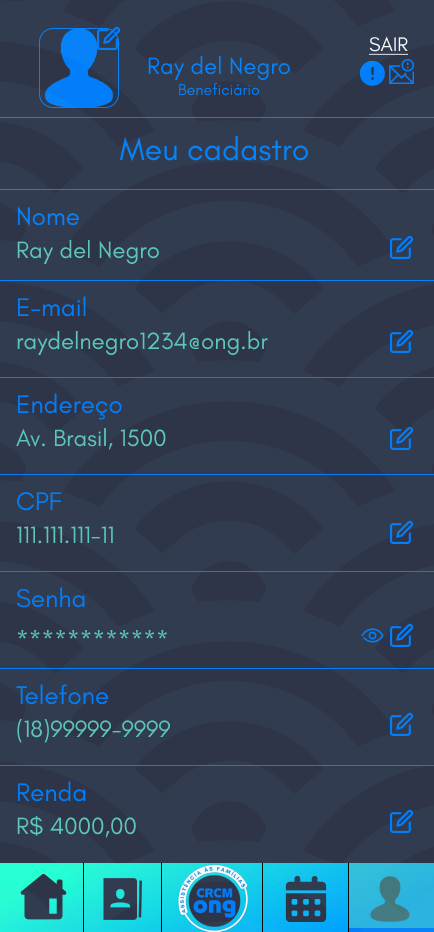 SAIR
Ray del Negro
Beneficiário
Meu cadastro
Nome
Ray del Negro
E-mail
raydelnegro1234@ong.br
Endereço
Av. Brasil, 1500
CPF
111.111.111-11
Senha
************
Telefone
(18)99999-9999
Renda
R$ 4000,00
ASSISTÊNCIA ÀS FAMÍLIAS
CRCM
ong